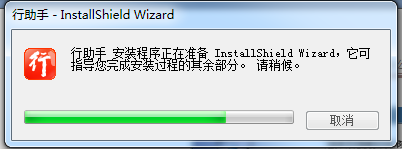 行助手 - InstallShield Wizard
行
行助手 安装程序正在准备 InstallShield Wizard，它可
指导您完成安装过程的其余部分。 请稍候。
取消